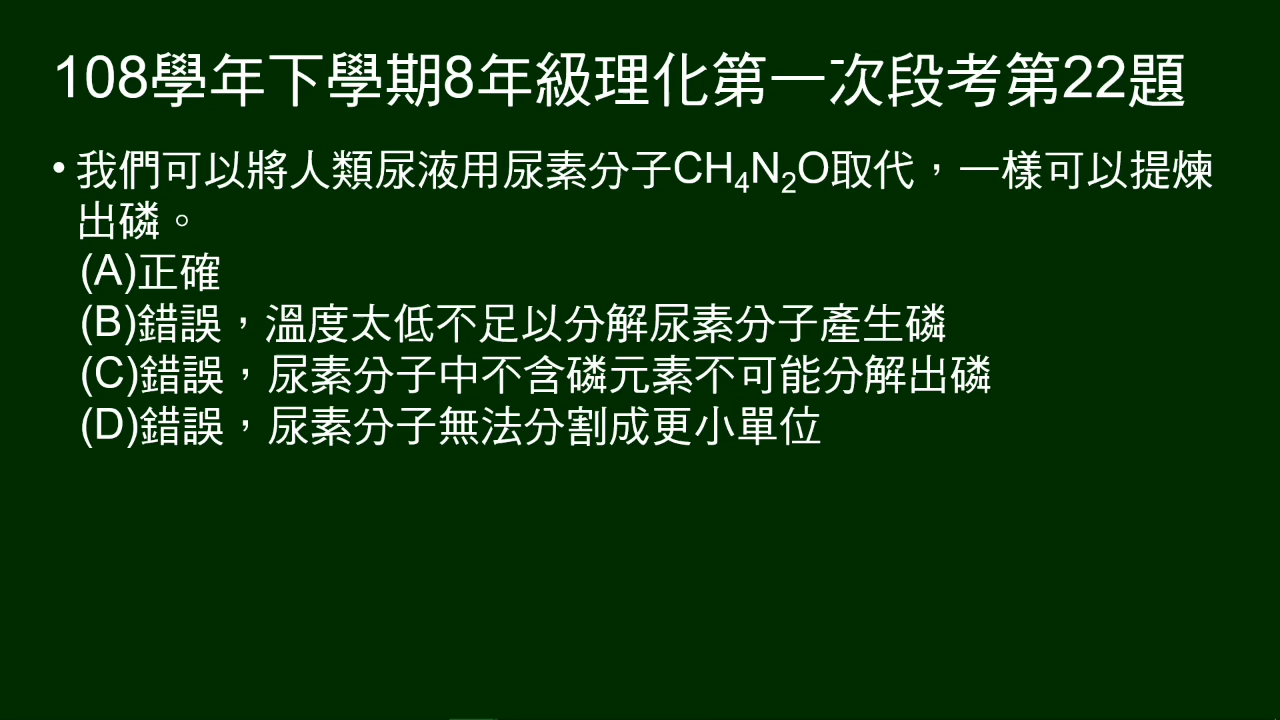 108學年下學期8年級理化第一次段考第22題
• 我們可以將人類尿液用尿素分子CH₄N₂O取代，一樣可以提煉
出磷。
(A)正確
(B)錯誤，溫度太低不足以分解尿素分子產生磷
(C)錯誤，尿素分子中不含磷元素不可能分解出磷
(D)錯誤，尿素分子無法分割成更小單位